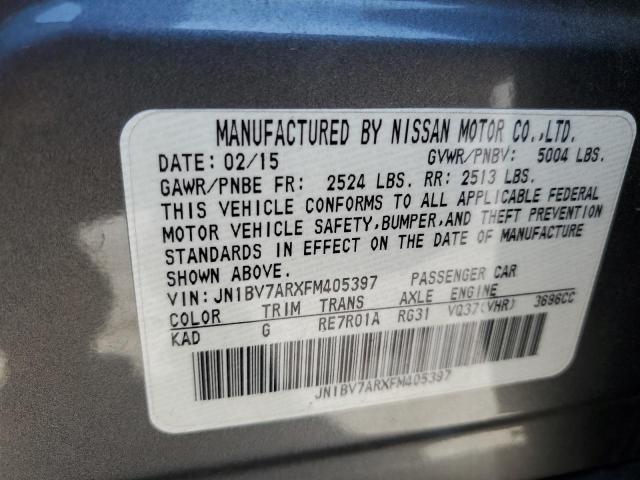 MANUFACTURED BY NISSAN MOTOR CO.,LTD.
DATE: 02/15 GVWR/PNBV: 5004 LBS.
GAWR/PNBE FR: 2524 LBS. RR: 2513 LBS.
THIS VEHICLE CONFORMS TO ALL APPLICABLE FEDERAL
MOTOR VEHICLE SAFETY,BUMPER,AND THEFT PREVENTION
STANDARDS IN EFFECT ON THE DATE OF MANUFACTURE
SHOWN ABOVE.
VIN: JN1BV7ARXFM405397 PASSENGER CAR
COLOR TRIM TRANS AXLE ENGINE
KAD G RE7R01A RG31 VQ37(VHR) 3696CC
JN1BV7ARXFM405397